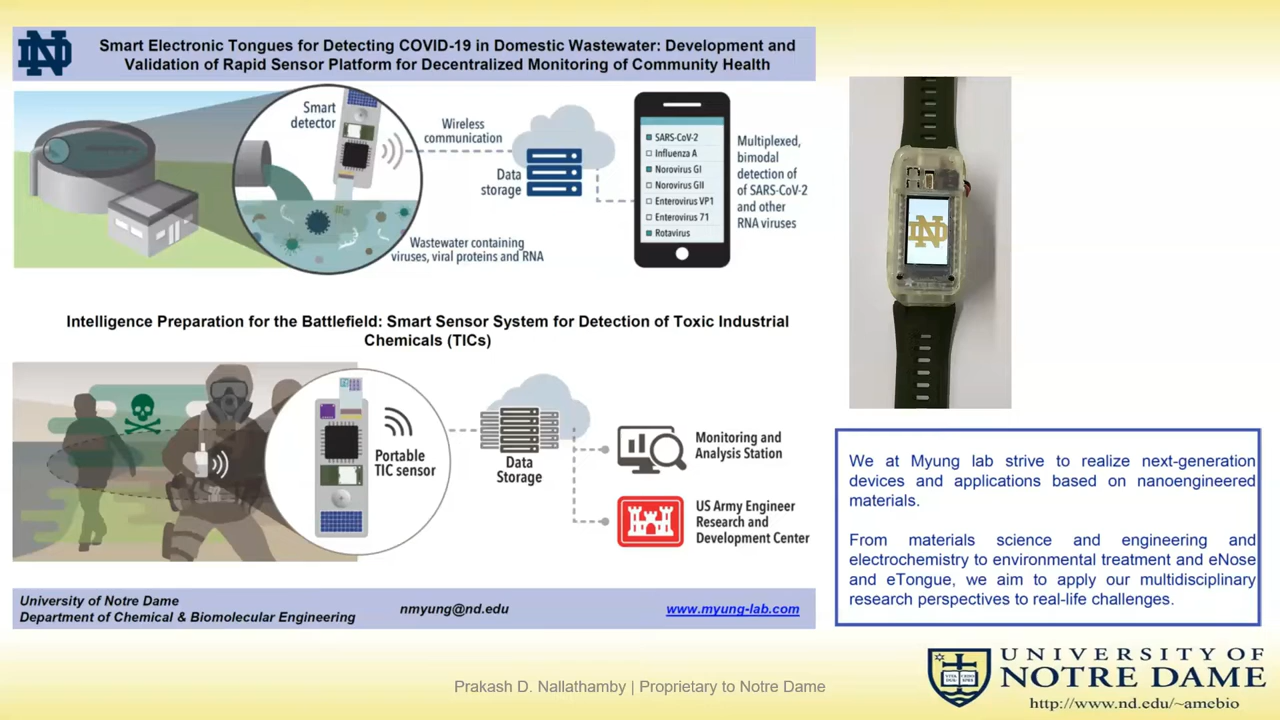 Smart Electronic Tongues for Detecting COVID-19 in Domestic Wastewater: Development and
Validation of Rapid Sensor Platform for Decentralized Monitoring of Community Health
Smart
detector
Wireless
communication
Data
storage
Wastewater containing
viruses, viral proteins and RNA
SARS-CoV-2
Influenza A
Norovirus GI
Norovirus GII
Enterovirus VP1
Enterovirus 71
Rotavirus
Multiplexed,
bimodal
detection of
of SARS-CoV-2
and other
RNA viruses
Intelligence Preparation for the Battlefield: Smart Sensor System for Detection of Toxic Industrial
Chemicals (TICs)
Portable
TIC sensor
Data
Storage
Monitoring and
Analysis Station
US Army Engineer
Research and
Development Center
University of Notre Dame
Department of Chemical & Biomolecular Engineering
nmyung@nd.edu
www.myung-lab.com
ND
We at Myung lab strive to realize next-generation
devices and applications based on nanoengineered
materials.
From materials science and engineering and
electrochemistry to environmental treatment and eNose
and eTongue, we aim to apply our multidisciplinary
research perspectives to real-life challenges.
Prakash D. Nallathamby | Proprietary to Notre Dame
UNIVERSITY OF
NOTRE DAME
http://www.nd.edu/~amebio